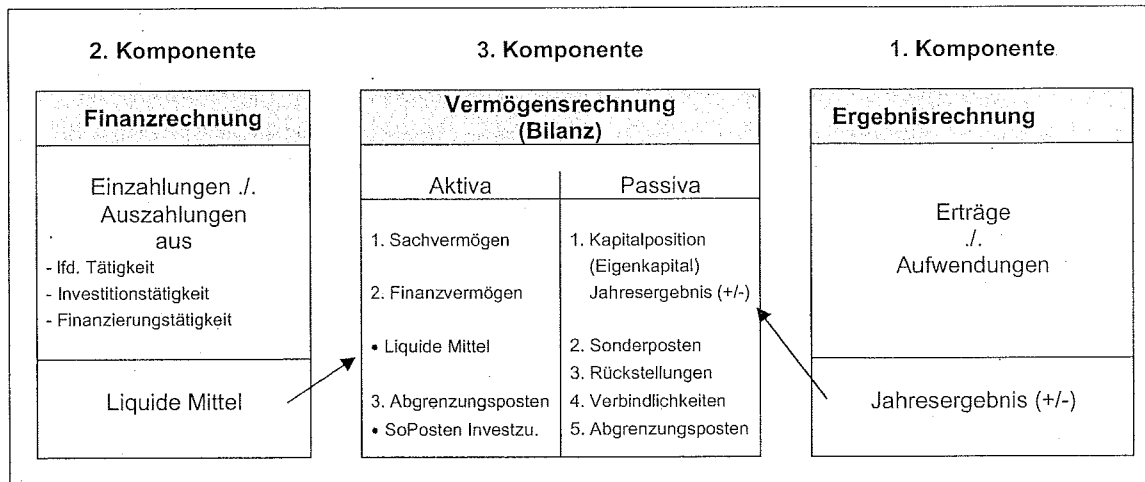 2. Komponente
Finanzrechnung
Einzahlungen ./.
Auszahlungen
aus
- lfd. Tätigkeit
- Investitionstätigkeit
- Finanzierungstätigkeit
Liquide Mittel
3. Komponente
Vermögensrechnung
(Bilanz)
Aktiva
1. Sachvermögen
2. Finanzvermögen
• Liquide Mittel
3. Abgrenzungsposten
• SoPosten Investzu.
Passiva
1. Kapitalposition
(Eigenkapital)
Jahresergebnis (+/-)
2. Sonderposten
3. Rückstellungen
4. Verbindlichkeiten
5. Abgrenzungsposten
1. Komponente
Ergebnisrechnung
Erträge
./.
Aufwendungen
Jahresergebnis (+/-)